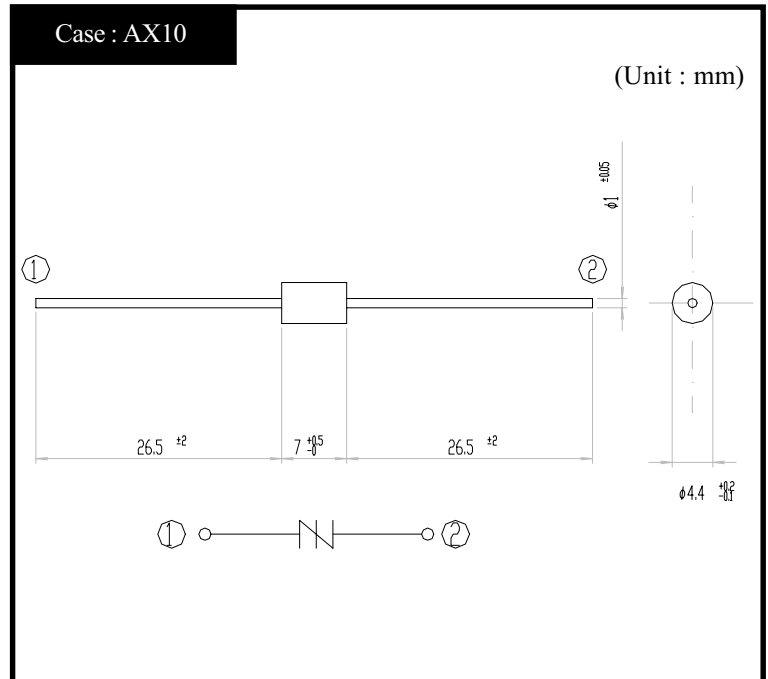 Case : AX10
(Unit : mm)
φ1 ±0.05
1 2
26.5 ±2 7 +0.5 -0 26.5 ±2
φ4.4 +0.2 -0.1
1 2